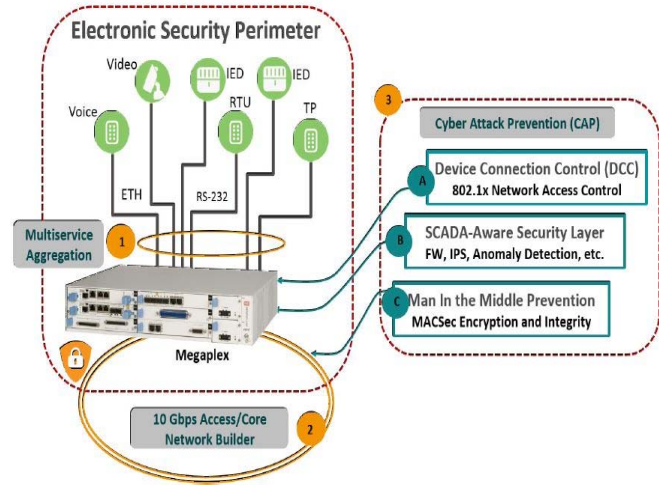 Electronic Security Perimeter
Video
IED
IED
Voice
RTU
TP
ETH
RS-232
Multiservice
Aggregation
1
Megaplex
10 Gbps Access/Core
Network Builder
2
3
Cyber Attack Prevention (CAP)
A
Device Connection Control (DCC)
802.1x Network Access Control
B
SCADA-Aware Security Layer
FW, IPS, Anomaly Detection, etc.
C
Man In the Middle Prevention
MACSec Encryption and Integrity